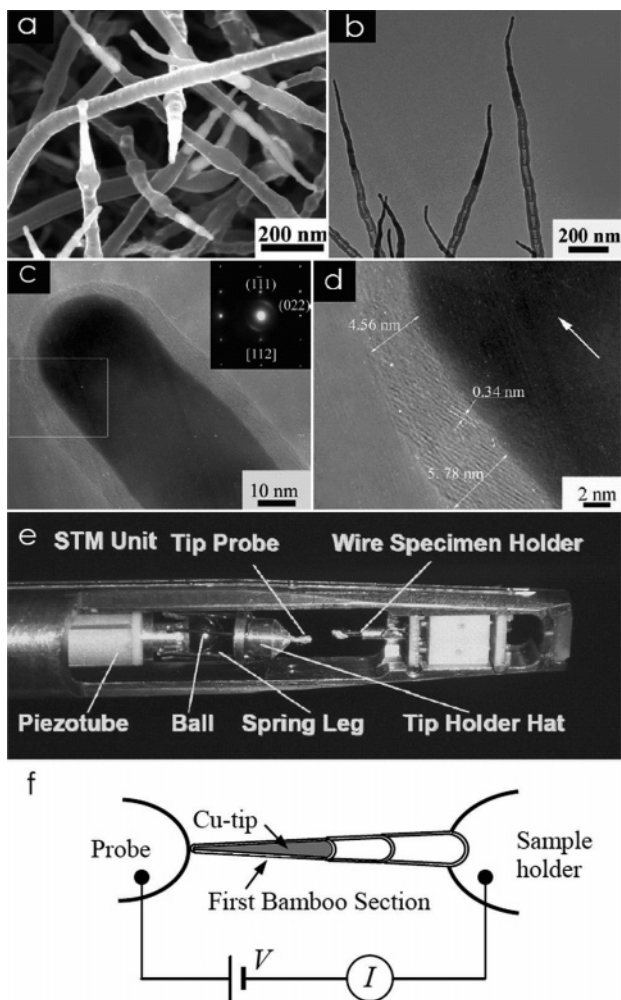 a
200 nm
b
200 nm
c
(1̄11)
(022)
[112]
10 nm
d
4.56 nm
0.34 nm
5. 78 nm
2 nm
e
STM Unit Tip Probe Wire Specimen Holder
Piezotube Ball Spring Leg Tip Holder Hat
f
Cu-tip
Probe
Sample
holder
First Bamboo Section
V
I